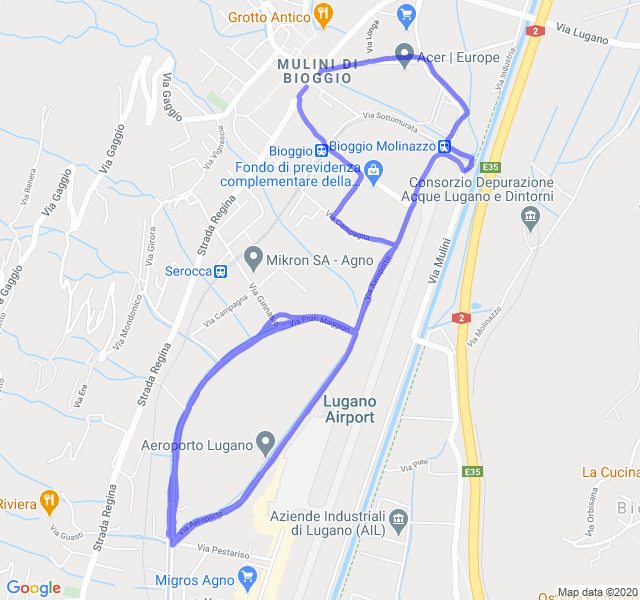 Grotto Antico
Via Longa
2
Via Lugano
MULINI DI
BIOGGIO
Acer | Europe
Via Industria
Via Gaggio
Via Gaggio
Via Sottomurata
Via Vignascia
Bioggio
Bioggio Molinazzo
E35
Via Renera
Via Gaggio
Fondo di previdenza
complementare della...
Consorzio Depurazione
Acque Lugano e Dintorni
Strada Regina
Via Campagna
Via Girora
Mikron SA - Agno
Serocca
Via Mulini
Via Aeroporto
Via Ginnasio
Via Mondonico
Via Campagna
Via Prati Maggiori
2
Via Molinazzo
Strada Regina
Via Ere
Lugano
Airport
Aeroporto Lugano
Via Ptee
E35
La Cucina
Strada Regina
Riviera
Via Orbisana
Via Aeroporto
Aziende Industriali
di Lugano (AIL)
Via Guasti
Via Pestariso
Migros Agno
Google
Map data ©2020